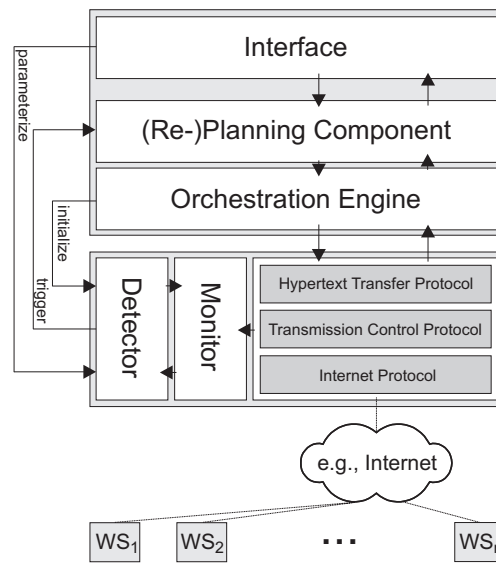 Interface
(Re-)Planning Component
Orchestration Engine
parameterize
initialize
trigger
Detector
Monitor
Hypertext Transfer Protocol
Transmission Control Protocol
Internet Protocol
e.g., Internet
WS1
WS2
...
WS